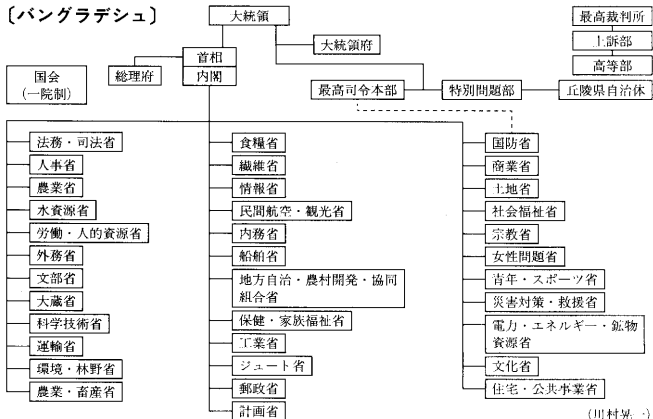 〔バングラデシュ〕
大統領
最高裁判所
上訴部
高等部
大統領府
首相
内閣
総理府
国会
(一院制)
最高司令本部
特別問題部
丘陵県自治体
法務・司法省
人事省
農業省
水資源省
労働・人的資源省
外務省
文部省
大蔵省
科学技術省
運輸省
環境・林野省
農業・畜産省
食糧省
繊維省
情報省
民間航空・観光省
内務省
船舶省
地方自治・農村開発・協同
組合省
保健・家族福祉省
工業省
ジュート省
郵政省
計画省
国防省
商業省
土地省
社会福祉省
宗教省
女性問題省
青年・スポーツ省
災害対策・救援省
電力・エネルギー・鉱物
資源省
文化省
住宅・公共事業省
(川村晃一)